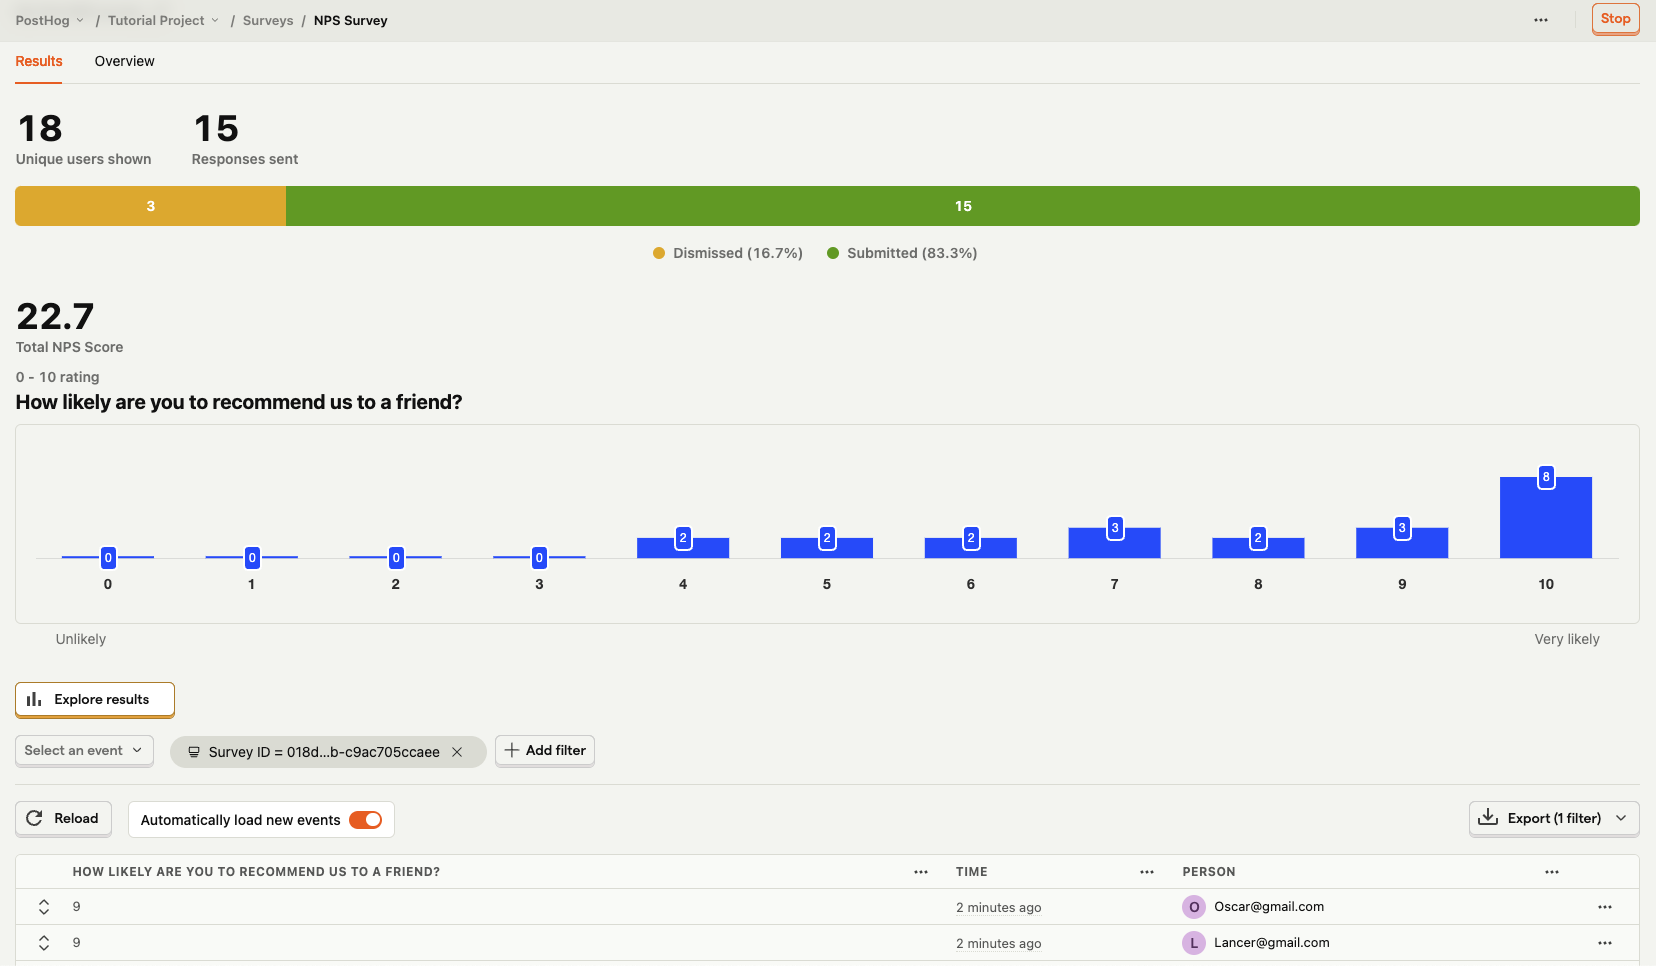 PostHog / Tutorial Project / Surveys / NPS Survey
Stop
Results Overview
18 15
Unique users shown Responses sent
3 15
Dismissed (16.7%) Submitted (83.3%)
22.7
Total NPS Score
0 - 10 rating
How likely are you to recommend us to a friend?
0 0 0 0 2 2 2 3 2 3 8
0 1 2 3 4 5 6 7 8 9 10
Unlikely Very likely
Explore results
Select an event Survey ID = 018d...b-c9ac705ccaee Add filter
Reload Automatically load new events Export (1 filter)
HOW LIKELY ARE YOU TO RECOMMEND US TO A FRIEND? TIME PERSON
9 2 minutes ago O Oscar@gmail.com
9 2 minutes ago L Lancer@gmail.com